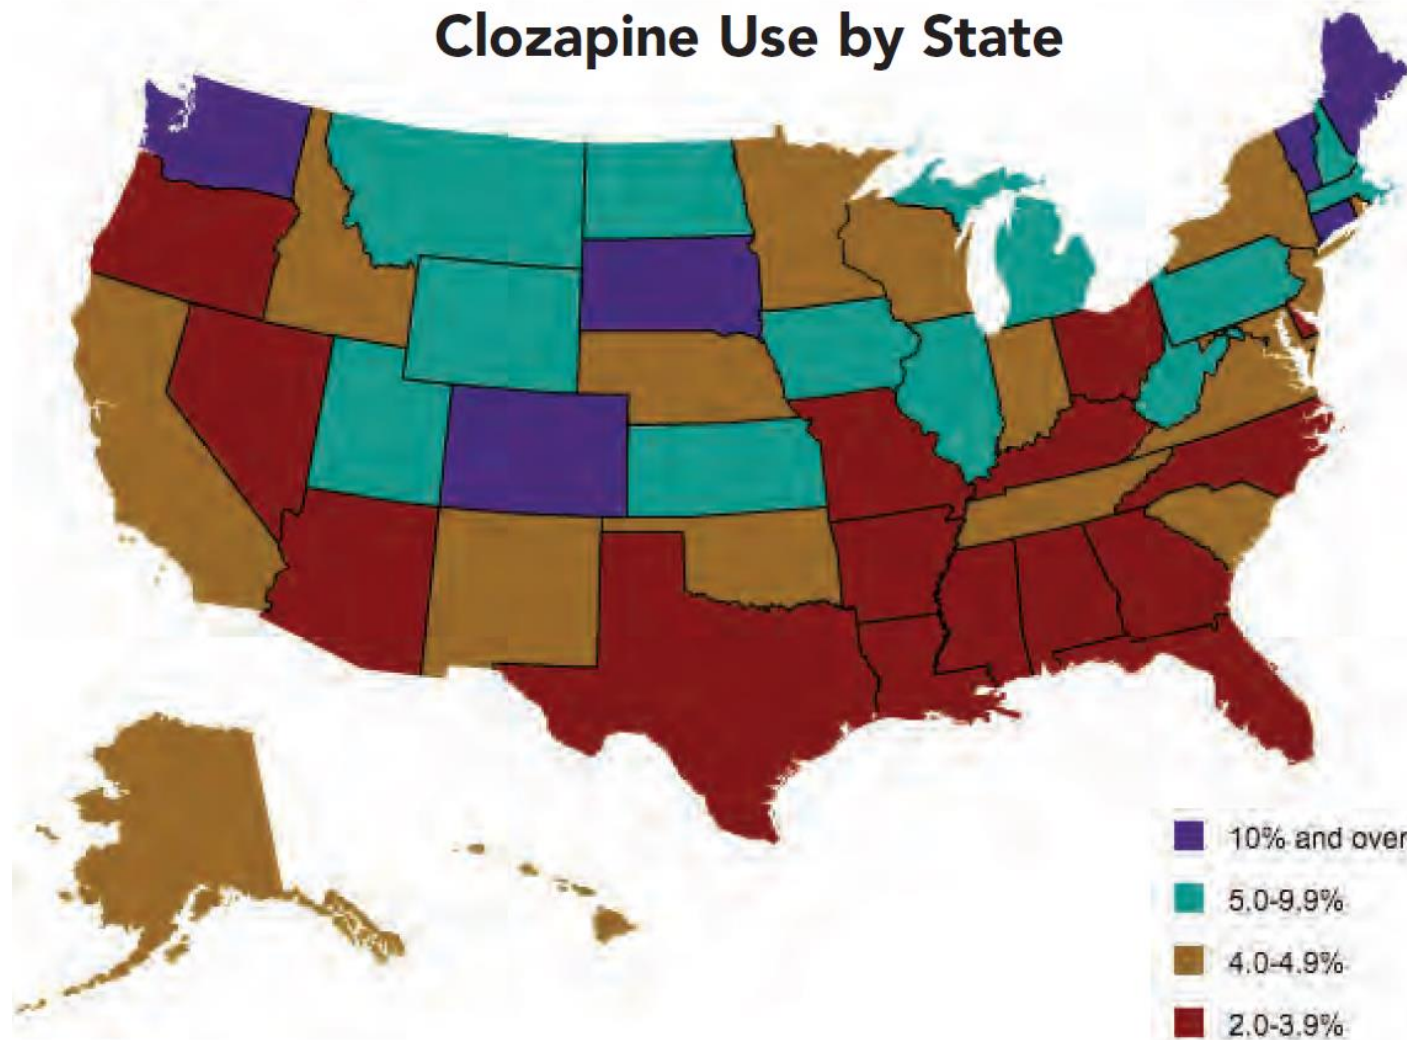 Clozapine Use by State
10% and over
5.0-9.9%
4.0-4.9%
2.0-3.9%